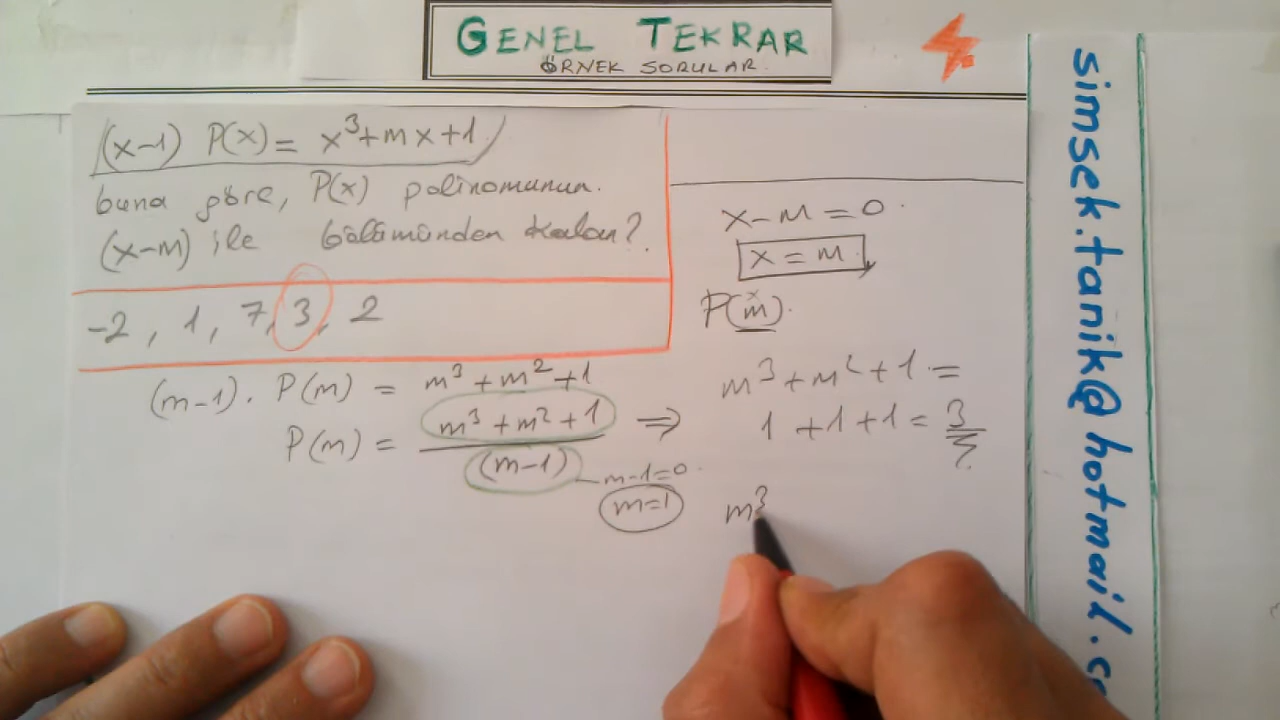 GENEL TEKRAR
ÖRNEK SORULAR
(x-1) P(x) = x³+mx+1
buna göre, P(x) polinomunun.
(x-m) ile bölümünden kalan?
-2, 1, 7, 3, 2
(m-1). P(m) = m³+m²+1
P(m) = m³+m²+1 ⇒
(m-1)
m-1=0
m=1
x-m=0
x=m
P(m).
m³+m²+1 =
1+1+1=3
m³
simsek.tanik@hotmail.c